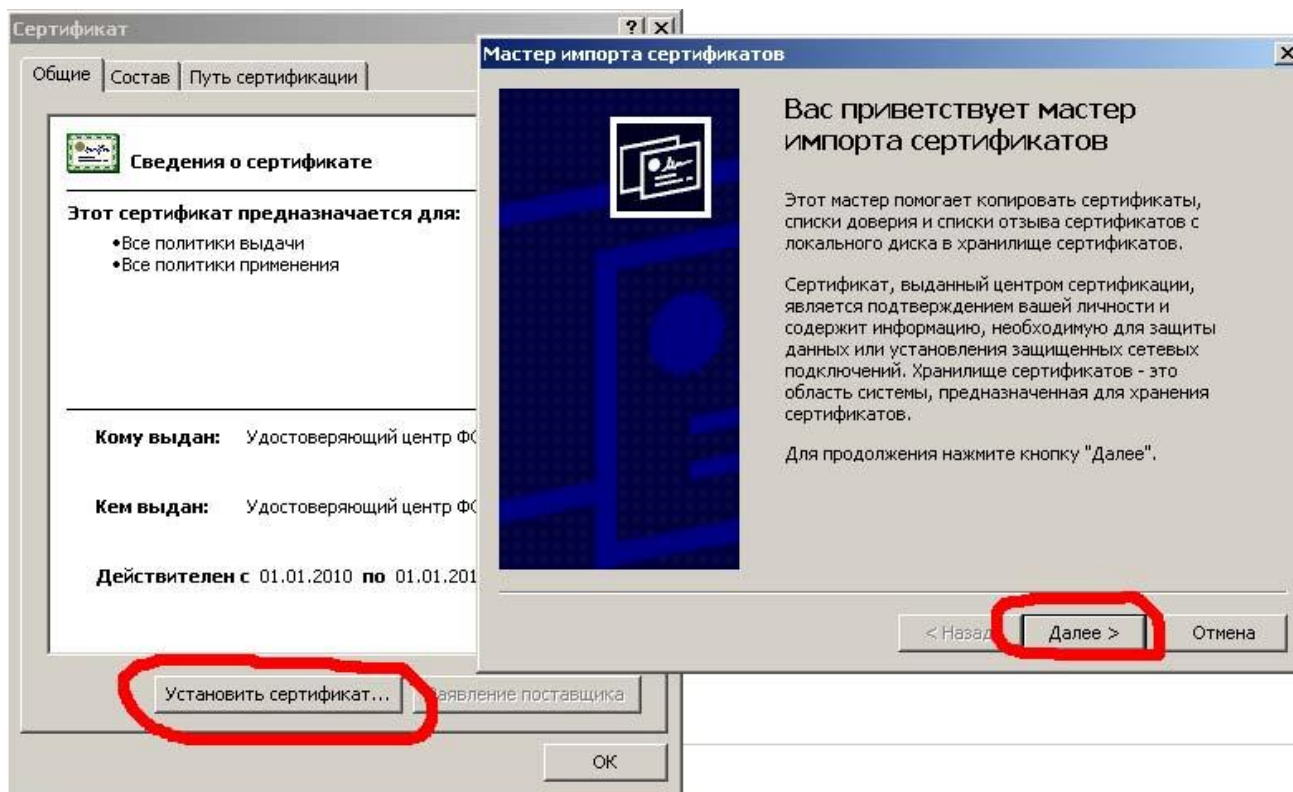 Сертификат
Общие
Состав
Путь сертификации
Сведения о сертификате
Этот сертификат предназначается для:
•Все политики выдачи
•Все политики применения
Кому выдан: Удостоверяющий центр
Кем выдан: Удостоверяющий центр
Действителен с 01.01.2010 по 01.01.201
Установить сертификат...
Заявление поставщика
OK
Мастер импорта сертификатов
Вас приветствует мастер
импорта сертификатов
Этот мастер помогает копировать сертификаты,
списки доверия и списки отзыва сертификатов с
локального диска в хранилище сертификатов.
Сертификат, выданный центром сертификации,
является подтверждением вашей личности и
содержит информацию, необходимую для защиты
данных или установления защищенных сетевых
подключений. Хранилище сертификатов - это
область системы, предназначенная для хранения
сертификатов.
Для продолжения нажмите кнопку "Далее".
< Назад
Далее >
Отмена